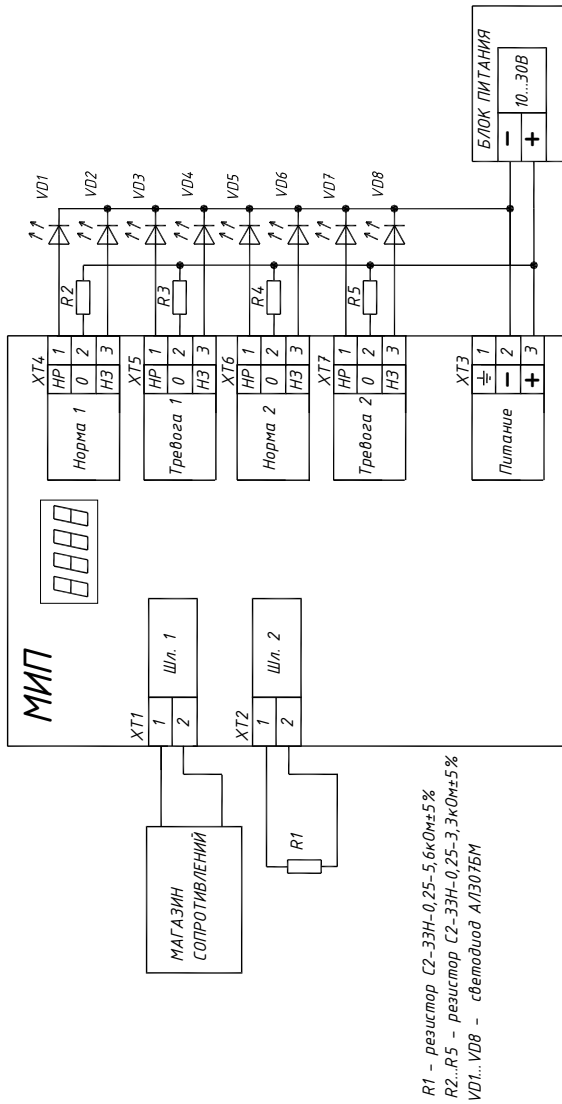 МИП
МАГАЗИН
СОПРОТИВЛЕНИЙ
R1
XT1
1
2
Шл. 1
XT2
1
2
Шл. 2
XT4
Норма 1
НР 1
0 2
НЗ 3
XT5
Тревога 1
НР 1
0 2
НЗ 3
XT6
Норма 2
НР 1
0 2
НЗ 3
XT7
Тревога 2
НР 1
0 2
НЗ 3
XT3
Питание
1
− 2
+ 3
R2
R3
R4
R5
VD1
VD2
VD3
VD4
VD5
VD6
VD7
VD8
БЛОК ПИТАНИЯ
− +
10...30В
R1 - резистор С2-33Н-0,25-5,6кОм±5%
R2...R5 - резистор С2-33Н-0,25-3,3кОм±5%
VD1...VD8 - светодиод АЛ307БМ